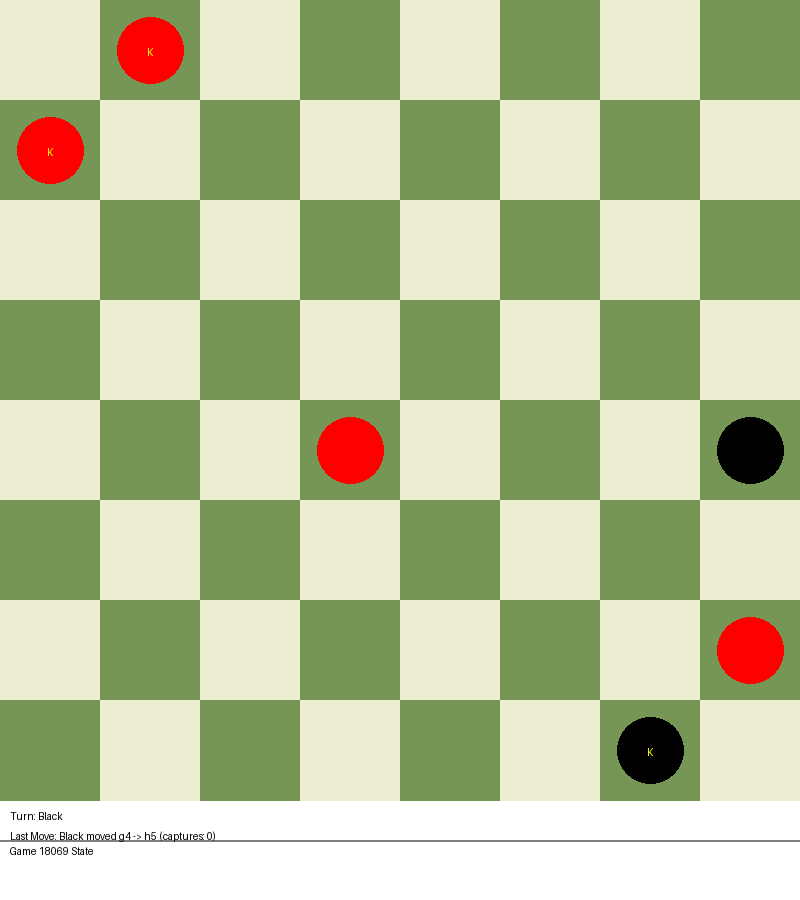 K
K
K
Turn: Black
Last Move: Black moved g4 -> h5 (captures: 0)
Game 18069 State